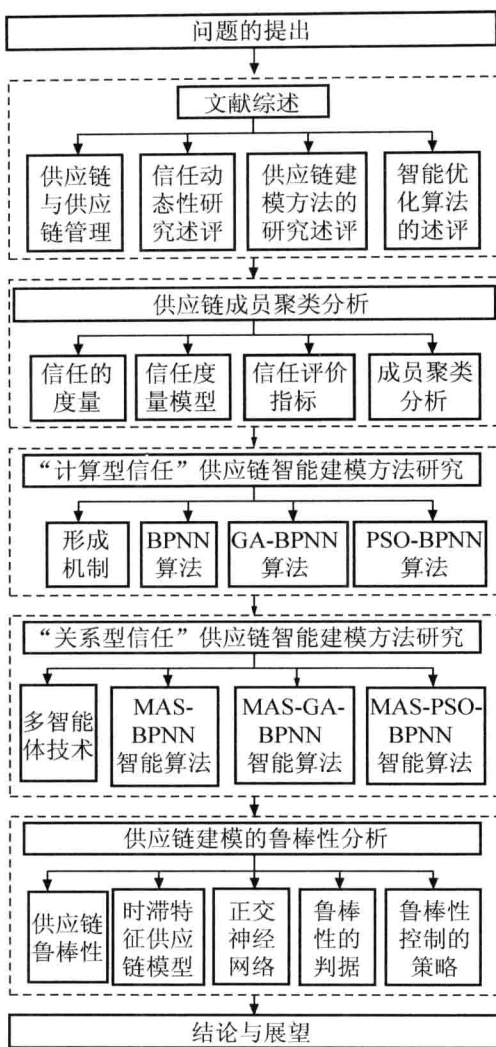 问题的提出
文献综述
供应链
与供应
链管理
信任动
态性研
究述评
供应链建
模方法的
研究述评
智能优
化算法
的述评
供应链成员聚类分析
信任的
度量
信任度
量模型
信任评价
指标
成员聚类
分析
“计算型信任”供应链智能建模方法研究
形成
机制
BPNN
算法
GA-BPNN
算法
PSO-BPNN
算法
“关系型信任”供应链智能建模方法研究
多智能
体技术
MAS-
BPNN
智能算法
MAS-GA-
BPNN
智能算法
MAS-PSO-
BPNN
智能算法
供应链建模的鲁棒性分析
供应链
鲁棒性
时滞特
征供应
链模型
正交
神经
网络
鲁棒
性的
判据
鲁棒性
控制的
策略
结论与展望